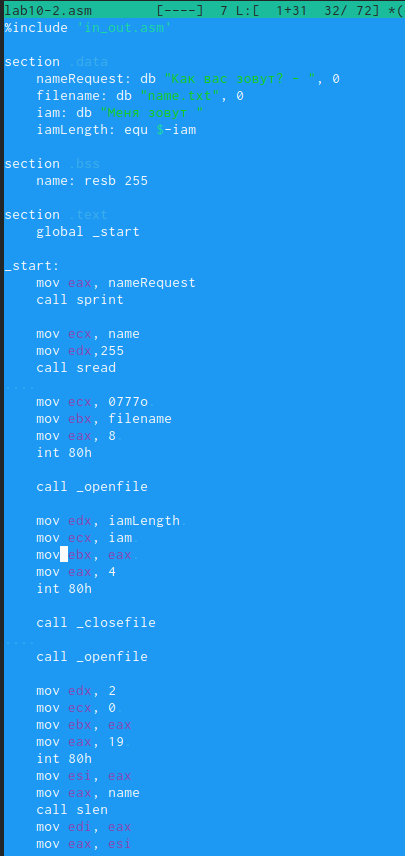 lab10-2.asm [----] 7 L:[ 1+31 32/ 72] *(
%include 'in_out.asm'
section .data
nameRequest: db "Как вас зовут? - ", 0
filename: db "name.txt", 0
iam: db "Меня зовут "
iamLength: equ $-iam
section .bss
name: resb 255
section .text
global _start
_start:
mov eax, nameRequest
call sprint
mov ecx, name
mov edx,255
call sread
mov ecx, 0777o
mov ebx, filename
mov eax, 8
int 80h
call _openfile
mov edx, iamLength
mov ecx, iam
mov ebx, eax
mov eax, 4
int 80h
call _closefile
call _openfile
mov edx, 2
mov ecx, 0
mov ebx, eax
mov eax, 19
int 80h
mov esi, eax
mov eax, name
call slen
mov edi, eax
mov eax, esi